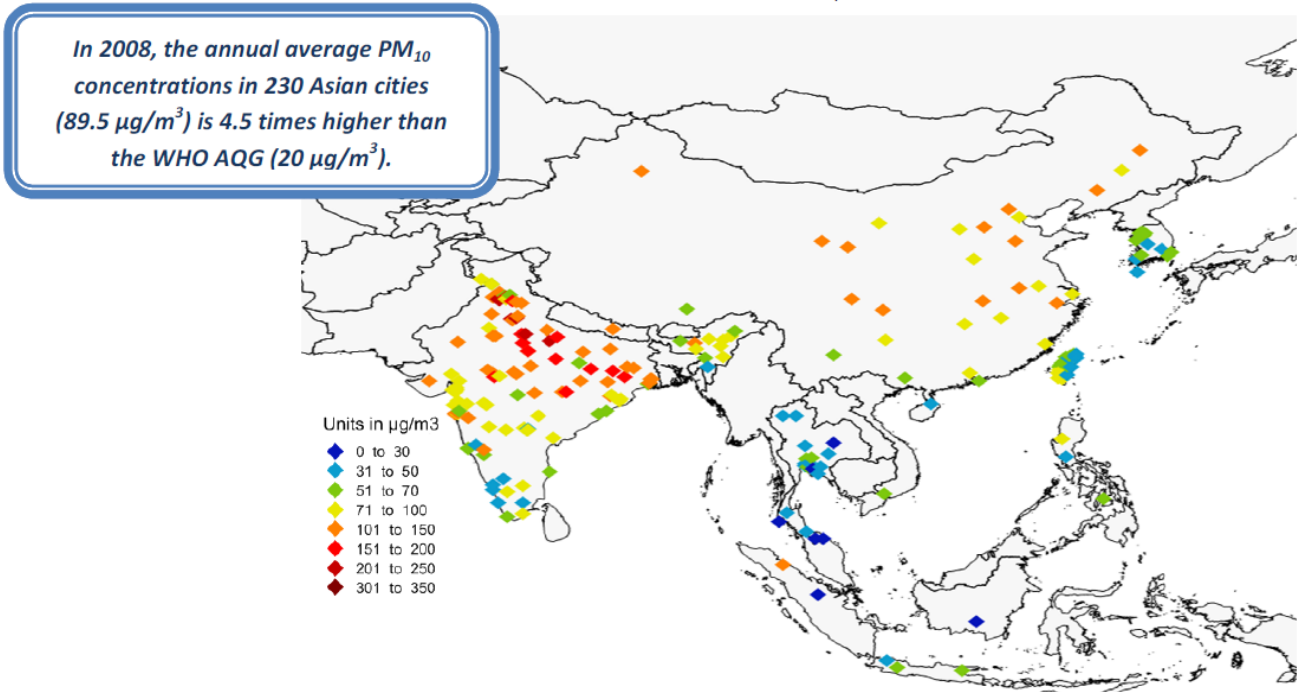 In 2008, the annual average PM₁₀
concentrations in 230 Asian cities
(89.5 µg/m³) is 4.5 times higher than
the WHO AQG (20 µg/m³).
Units in µg/m3
0 to 30
31 to 50
51 to 70
71 to 100
101 to 150
151 to 200
201 to 250
301 to 350